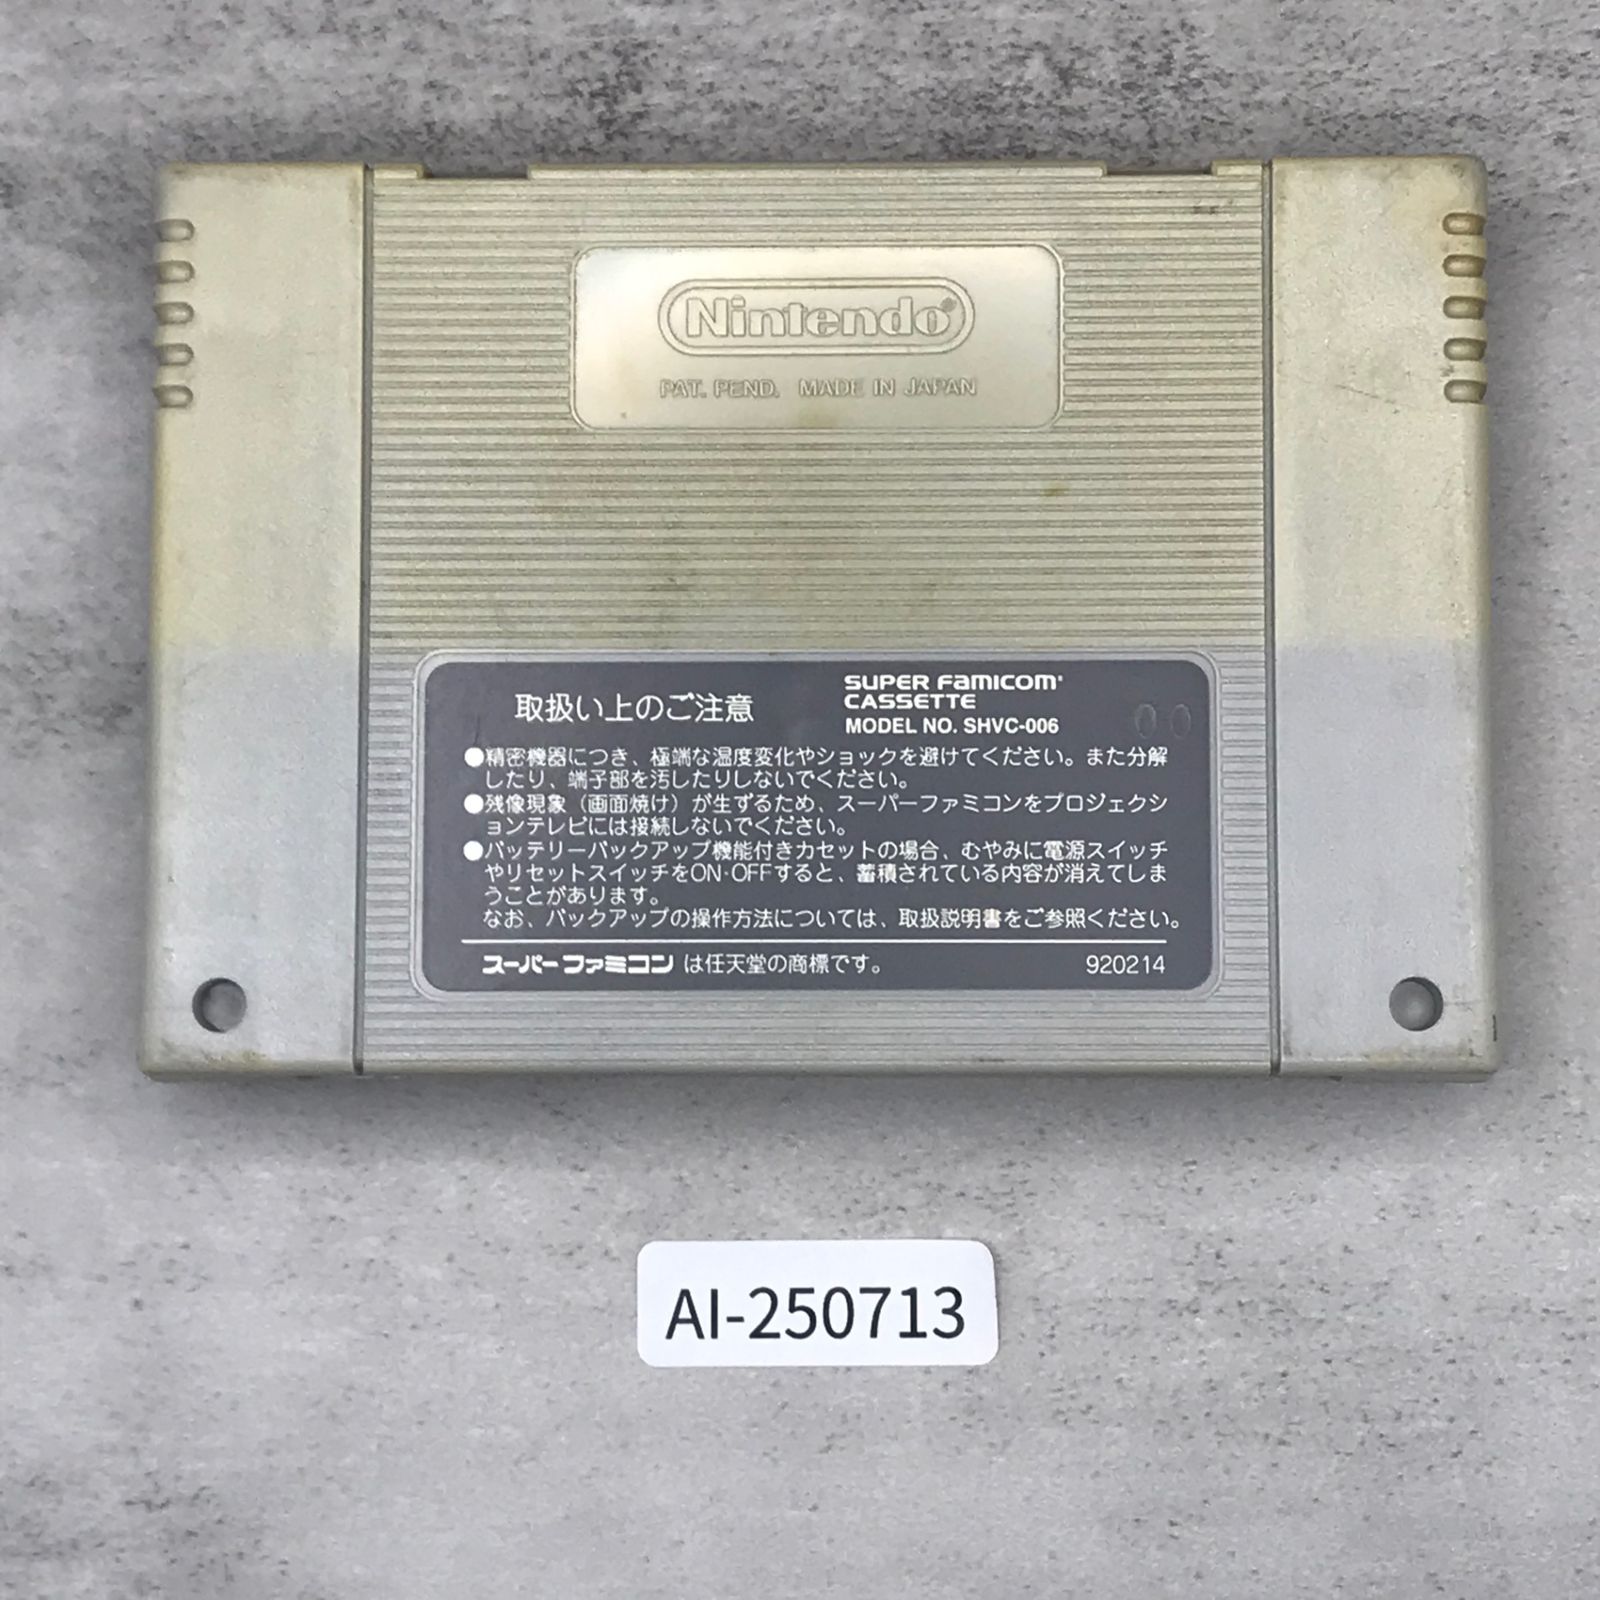 Nintendo®
PAT. PEND. MADE IN JAPAN
取扱い上のご注意
SUPER FAMICOM
CASSETTE
MODEL NO. SHVC-006
00
●精密機器につき、極端な温度変化やショックを避けてください。また分解
したり、端子部を汚したりしないでください。
●残像現象（画面焼け）が生ずるため、スーパーファミコンをプロジェクシ
ョンテレビには接続しないでください。
●バッテリーバックアップ機能付きカセットの場合、むやみに電源スイッチ
やリセットスイッチをON・OFFすると、蓄積されている内容が消えてしま
うことがあります。
なお、バックアップの操作方法については、取扱説明書をご参照ください。
スーパーファミコン は任天堂の商標です。
920214
AI-250713